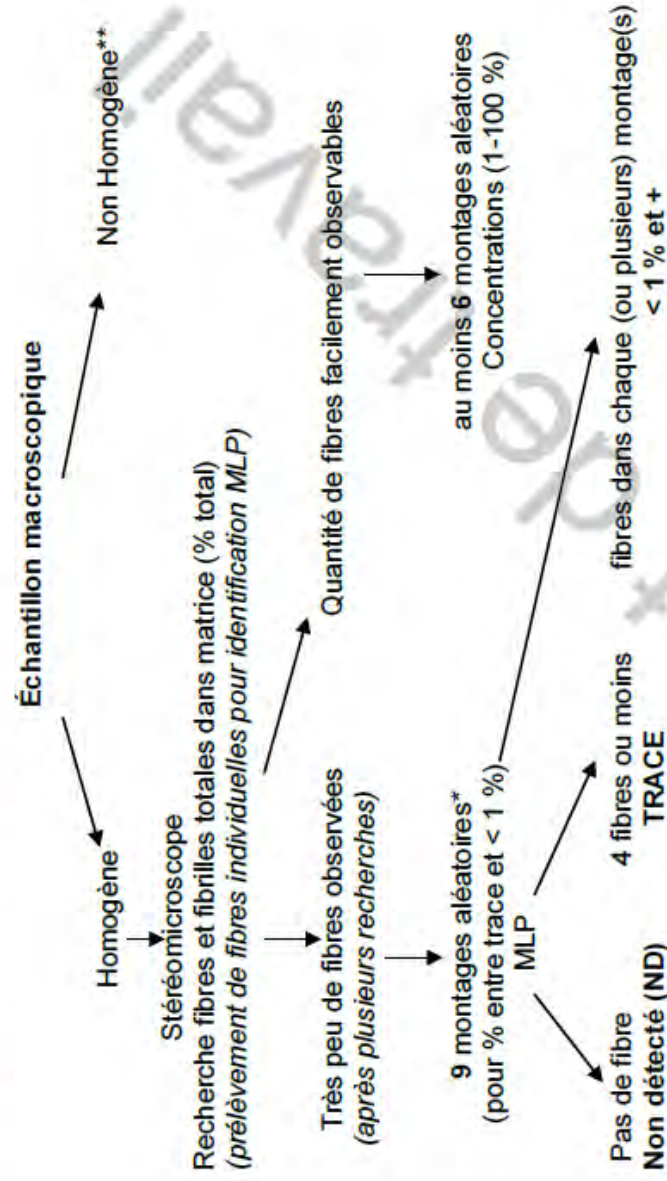 Échantillon macroscopique
Homogène
Non Homogène**
Stéréomicroscope
Recherche fibres et fibrilles totales dans matrice (% total)
(prélèvement de fibres individuelles pour identification MLP)
Très peu de fibres observées
(après plusieurs recherches)
Quantité de fibres facilement observables
9 montages aléatoires*
(pour % entre trace et < 1 %)
MLP
au moins 6 montages aléatoires
Concentrations (1-100 %)
Pas de fibre
Non détecté (ND)
4 fibres ou moins
TRACE
fibres dans chaque (ou plusieurs) montage(s)
< 1 % et +
de travail